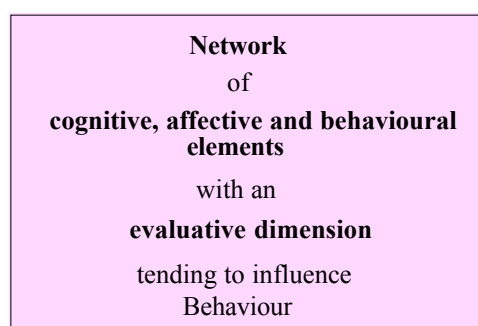 Network
of
cognitive, affective and behavioural
elements
with an
evaluative dimension
tending to influence
Behaviour